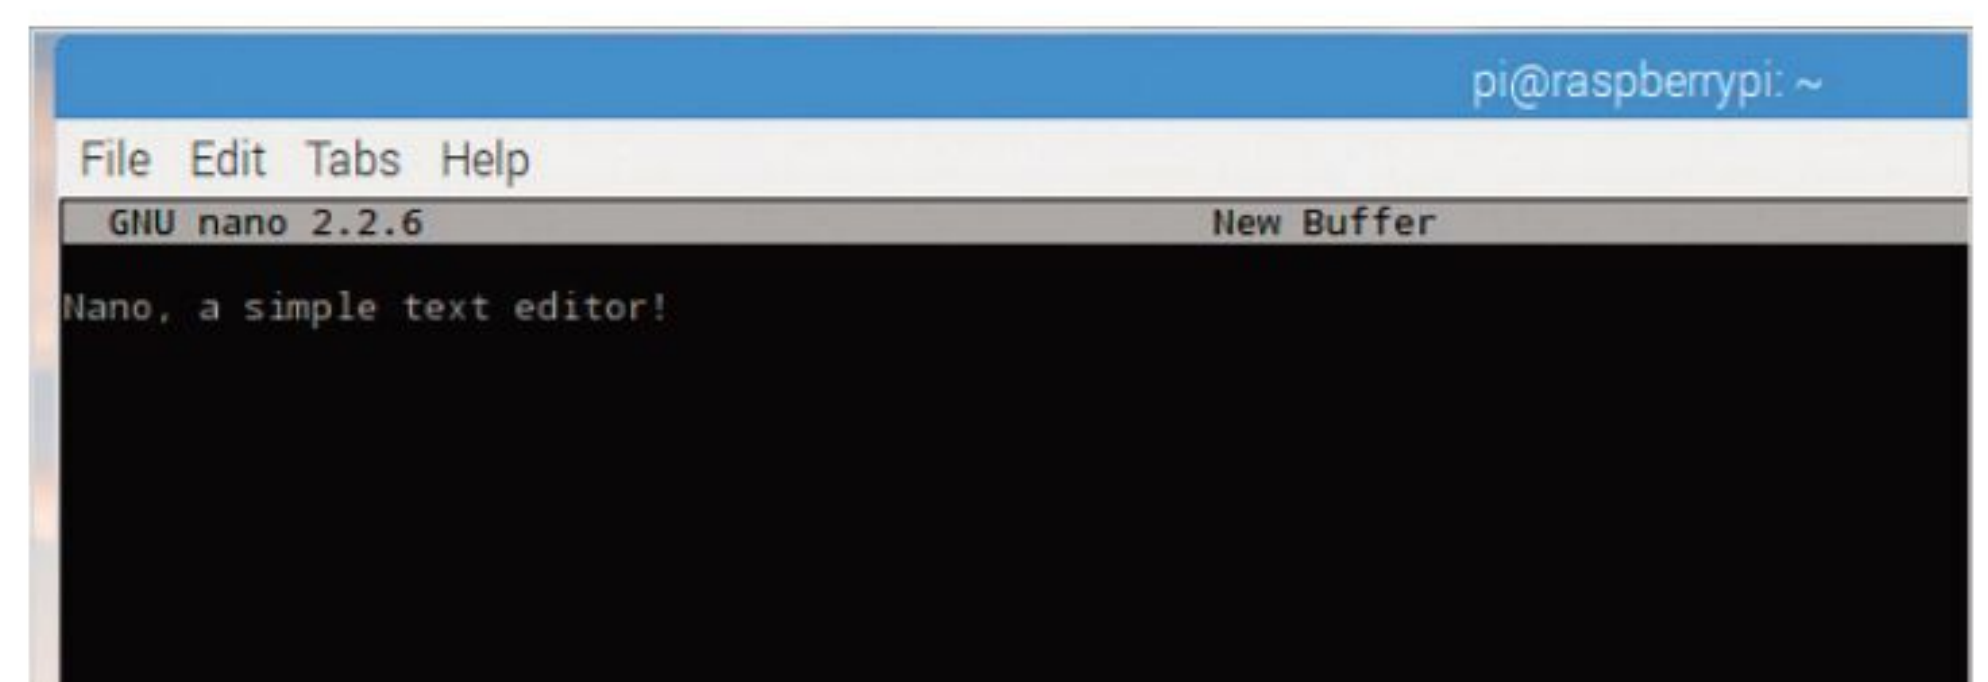 pi@raspberrypi: ~
File Edit Tabs Help
GNU nano 2.2.6 New Buffer
Nano, a simple text editor!